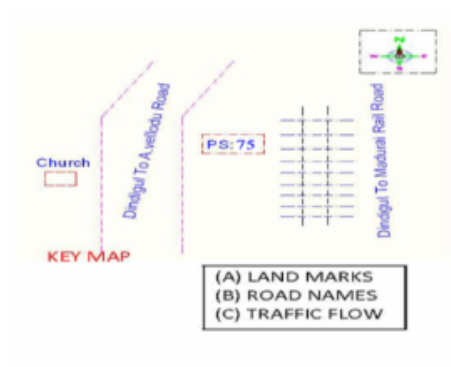 N
Dindigul To A.vellodu Road
Dindigul To Madurai Rail Road
PS:75
Church
KEY MAP
(A) LAND MARKS
(B) ROAD NAMES
(C) TRAFFIC FLOW